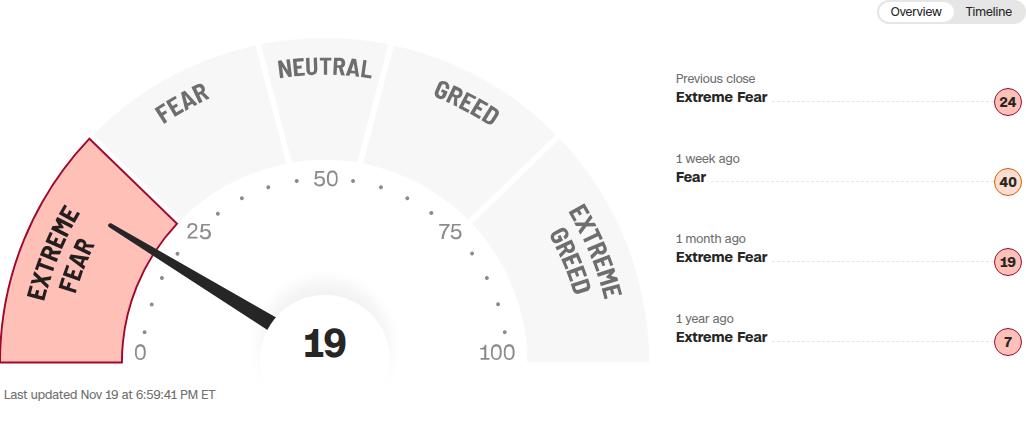 Overview
Timeline
EXTREME
FEAR
FEAR
NEUTRAL
GREED
EXTREME
GREED
0
25
50
75
100
19
Last updated Nov 19 at 6:59:41 PM ET
Previous close
Extreme Fear 24
1 week ago
Fear 40
1 month ago
Extreme Fear 19
1 year ago
Extreme Fear 7